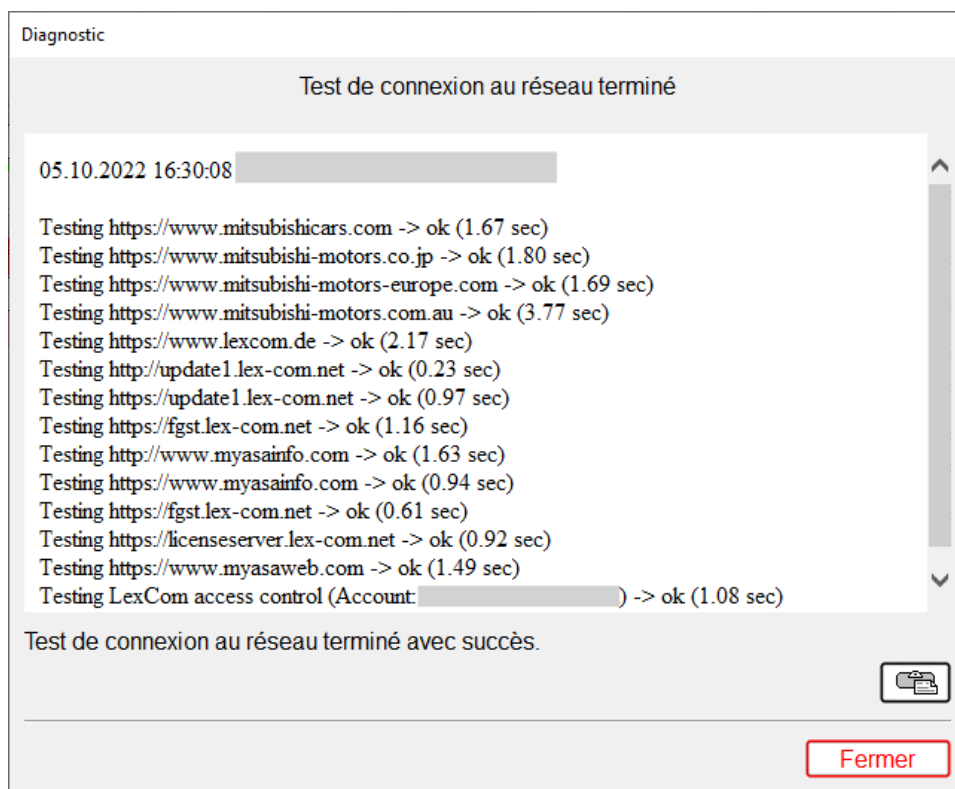 Diagnostic
Test de connexion au réseau terminé
05.10.2022 16:30:08
Testing https://www.mitsubishicars.com -> ok (1.67 sec)
Testing https://www.mitsubishi-motors.co.jp -> ok (1.80 sec)
Testing https://www.mitsubishi-motors-europe.com -> ok (1.69 sec)
Testing https://www.mitsubishi-motors.com.au -> ok (3.77 sec)
Testing https://www.lexcom.de -> ok (2.17 sec)
Testing http://update1.lex-com.net -> ok (0.23 sec)
Testing https://update1.lex-com.net -> ok (0.97 sec)
Testing https://fgst.lex-com.net -> ok (1.16 sec)
Testing http://www.myasainfo.com -> ok (1.63 sec)
Testing https://www.myasainfo.com -> ok (0.94 sec)
Testing https://fgst.lex-com.net -> ok (0.61 sec)
Testing https://licenseserver.lex-com.net -> ok (0.92 sec)
Testing https://www.myasaweb.com -> ok (1.49 sec)
Testing LexCom access control (Account: ) -> ok (1.08 sec)
Test de connexion au réseau terminé avec succès.
Fermer